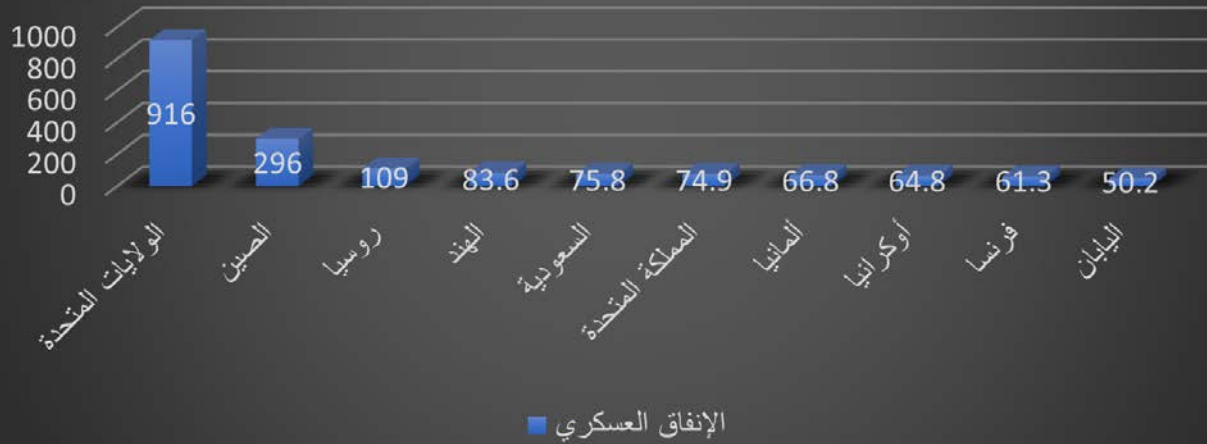 1000
800
600
400
200
0
916
296
109
83.6
75.8
74.9
66.8
64.8
61.3
50.2
الولايات المتحدة
الصين
روسيا
الهند
السعودية
المملكة المتحدة
ألمانيا
أوكرانيا
فرنسا
اليابان
الإنفاق العسكري